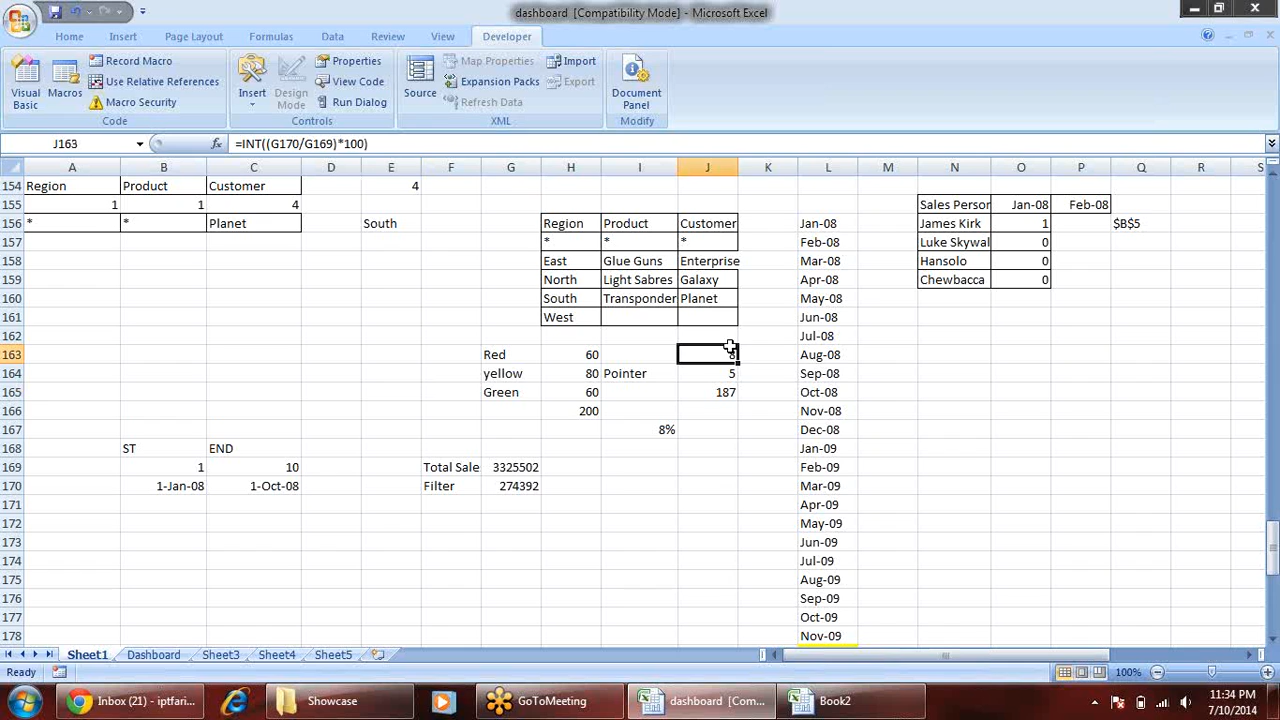 dashboard [Compatibility Mode] - Microsoft Excel
Home Insert Page Layout Formulas Data Review View Developer
Visual Basic
Macros
Record Macro
Use Relative References
Macro Security
Code
Insert
Design Mode
Properties
View Code
Run Dialog
Controls
Source
Map Properties
Expansion Packs
Refresh Data
Import
Export
XML
Document Panel
Modify
J163 fx =INT((G170/G169)*100)
A B C D E F G H I J K L M N O P Q R S
154 Region Product Customer 4
155 1 1 4 Sales Person Jan-08 Feb-08
156 * * Planet South Region Product Customer Jan-08 James Kirk 1 $B$5
157 * * * Feb-08 Luke Skywal 0
158 East Glue Guns Enterprise Mar-08 Hansolo 0
159 North Light Sabres Galaxy Apr-08 Chewbacca 0
160 South Transponder Planet May-08
161 West Jun-08
162 Jul-08
163 Red 60 8 Aug-08
164 yellow 80 Pointer 5 Sep-08
165 Green 60 187 Oct-08
166 200 Nov-08
167 8% Dec-08
168 ST END Jan-09
169 1 10 Total Sale 3325502 Feb-09
170 1-Jan-08 1-Oct-08 Filter 274392 Mar-09
171 Apr-09
172 May-09
173 Jun-09
174 Jul-09
175 Aug-09
176 Sep-09
177 Oct-09
178 Nov-09
Sheet1 Dashboard Sheet3 Sheet4 Sheet5
Ready 100%
Inbox (21) - iptfari... Showcase GoToMeeting dashboard [Com... Book2 11:34 PM
7/10/2014